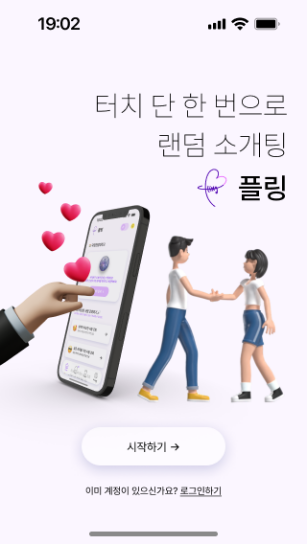 19:02
터치 단 한 번으로
랜덤 소개팅
플링
시작하기 →
이미 계정이 있으신가요? 로그인하기